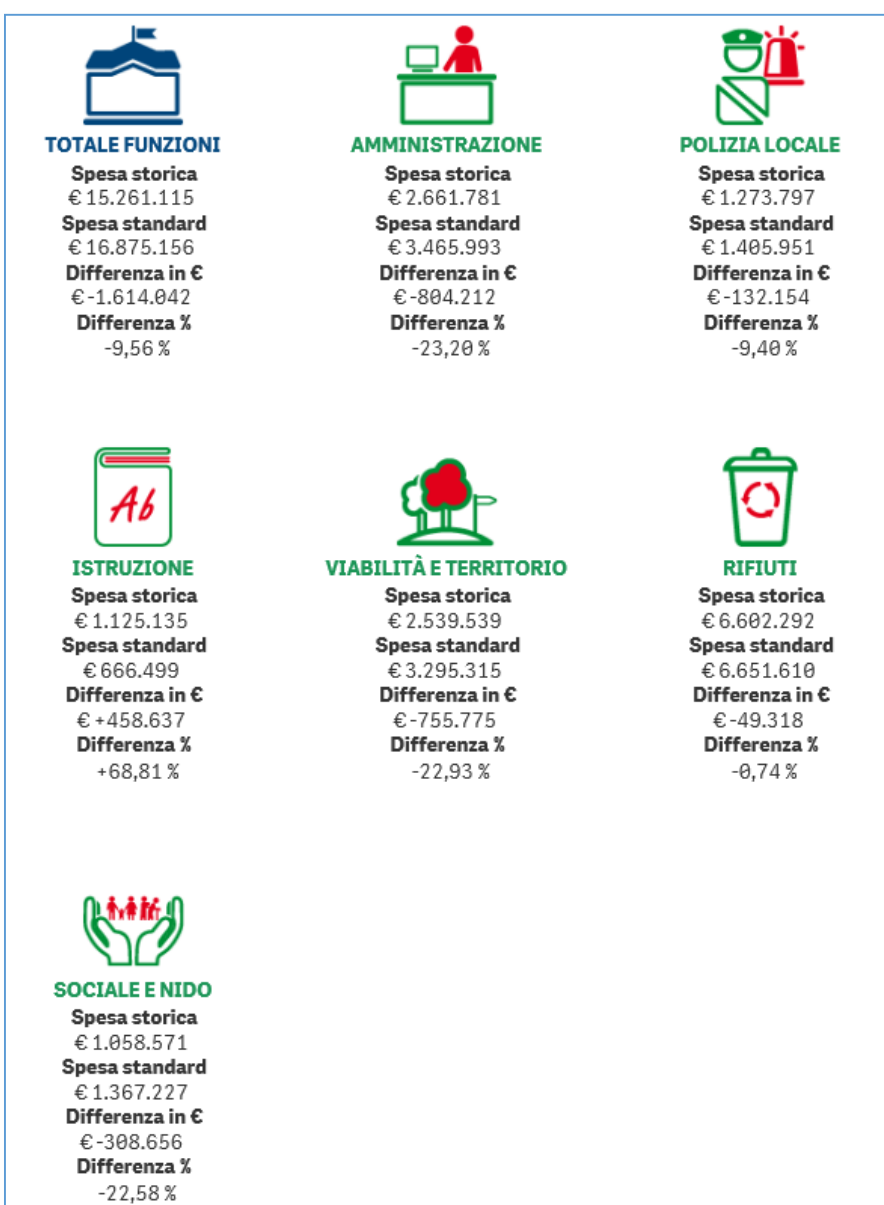 TOTALE FUNZIONI
Spesa storica
€ 15.261.115
Spesa standard
€ 16.875.156
Differenza in €
€ -1.614.042
Differenza %
-9,56 %
AMMINISTRAZIONE
Spesa storica
€ 2.661.781
Spesa standard
€ 3.465.993
Differenza in €
€ -804.212
Differenza %
-23,20 %
POLIZIA LOCALE
Spesa storica
€ 1.273.797
Spesa standard
€ 1.405.951
Differenza in €
€ -132.154
Differenza %
-9,40 %
Ab
ISTRUZIONE
Spesa storica
€ 1.125.135
Spesa standard
€ 666.499
Differenza in €
€ +458.637
Differenza %
+68,81 %
VIABILITÀ E TERRITORIO
Spesa storica
€ 2.539.539
Spesa standard
€ 3.295.315
Differenza in €
€ -755.775
Differenza %
-22,93 %
RIFIUTI
Spesa storica
€ 6.602.292
Spesa standard
€ 6.651.610
Differenza in €
€ -49.318
Differenza %
-0,74 %
SOCIALE E NIDO
Spesa storica
€ 1.058.571
Spesa standard
€ 1.367.227
Differenza in €
€ -308.656
Differenza %
-22,58 %